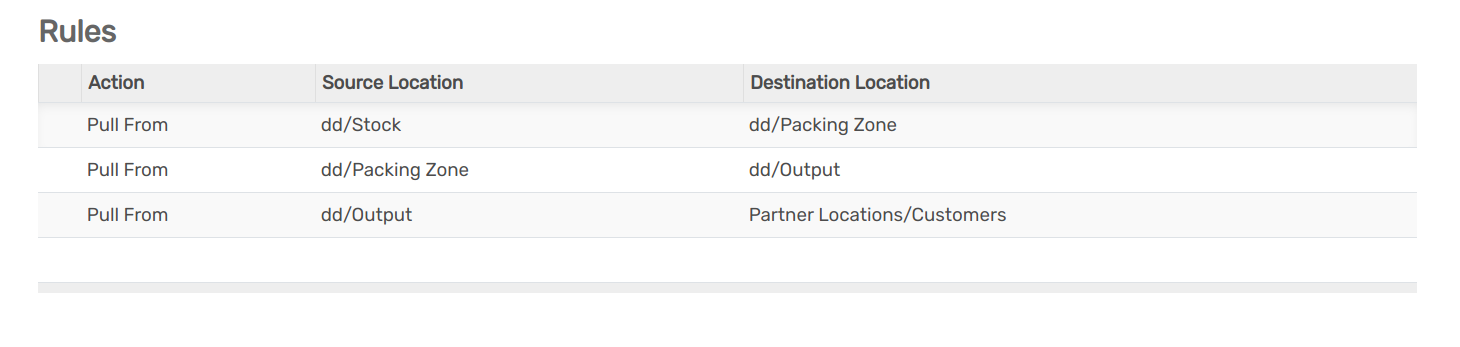 Rules
Action Source Location Destination Location
Pull From dd/Stock dd/Packing Zone
Pull From dd/Packing Zone dd/Output
Pull From dd/Output Partner Locations/Customers